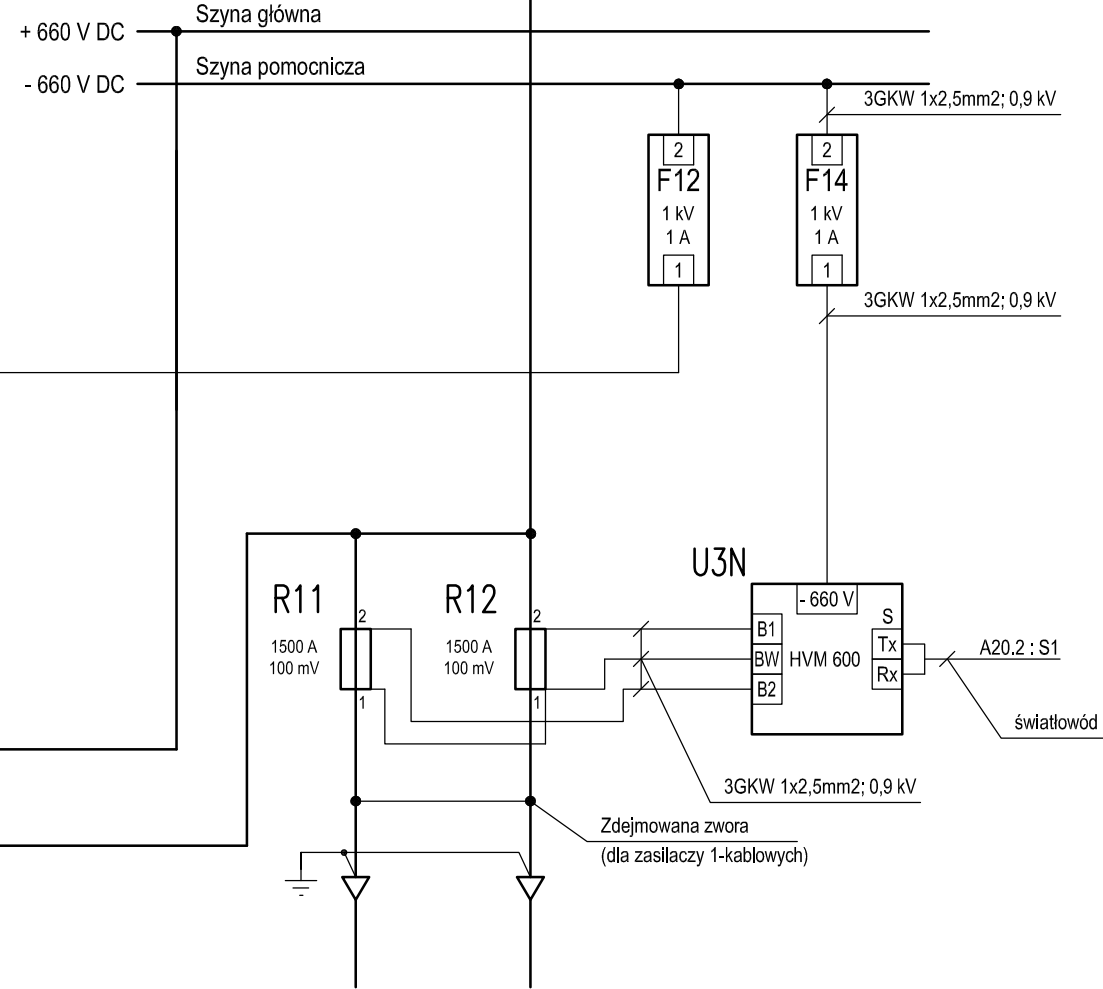 Szyna główna
+ 660 V DC
Szyna pomocnicza
- 660 V DC
3GKW 1x2,5mm2; 0,9 kV
2
F12
1 kV
1 A
1
2
F14
1 kV
1 A
1
3GKW 1x2,5mm2; 0,9 kV
U3N
- 660 V
R11
1500 A
100 mV
2
1
R12
1500 A
100 mV
2
1
B1
BW
B2
HVM 600
S
Tx
Rx
A20.2 : S1
światłowód
3GKW 1x2,5mm2; 0,9 kV
Zdejmowana zwora
(dla zasilaczy 1-kablowych)